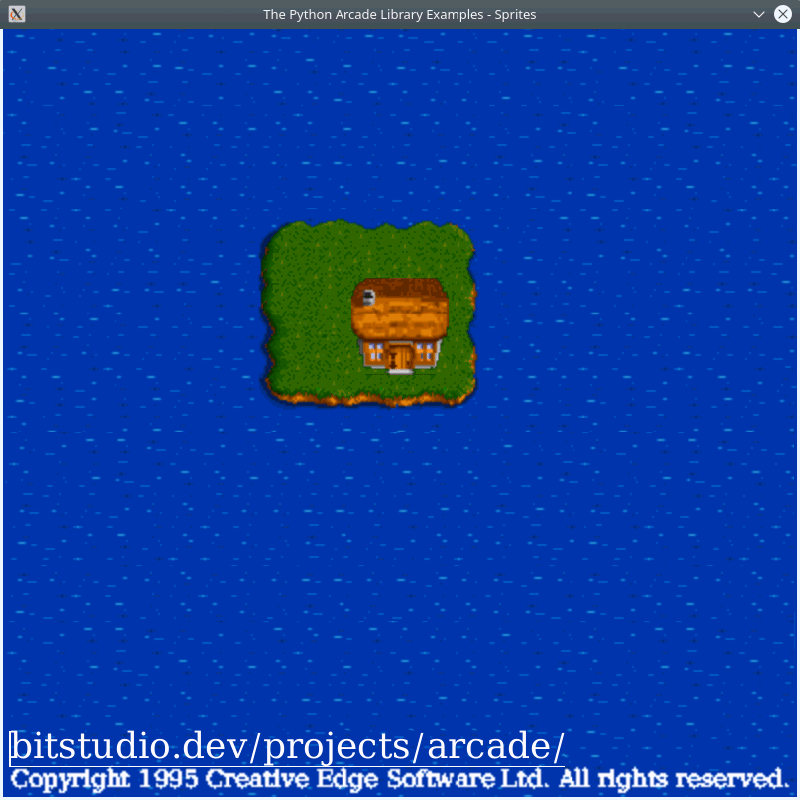 The Python Arcade Library Examples - Sprites
bitstudio.dev/projects/arcade/
Copyright 1995 Creative Edge Software Ltd. All rights reserved.